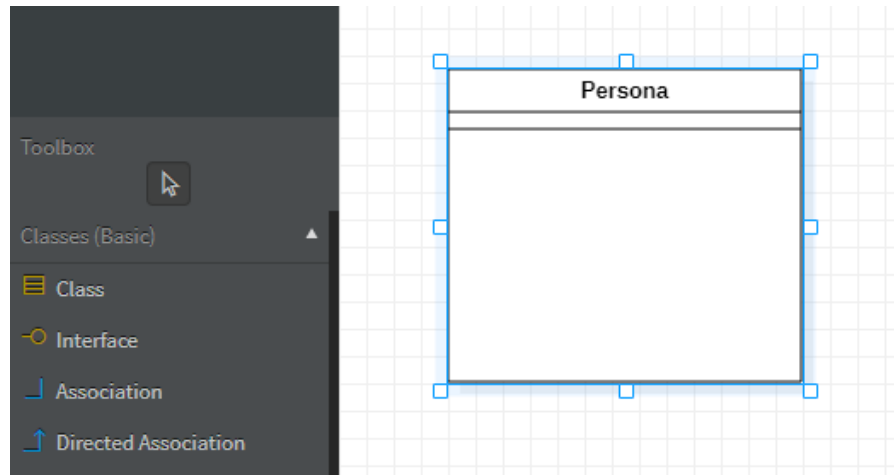 Toolbox
Classes (Basic)
Class
Interface
Association
Directed Association
Persona